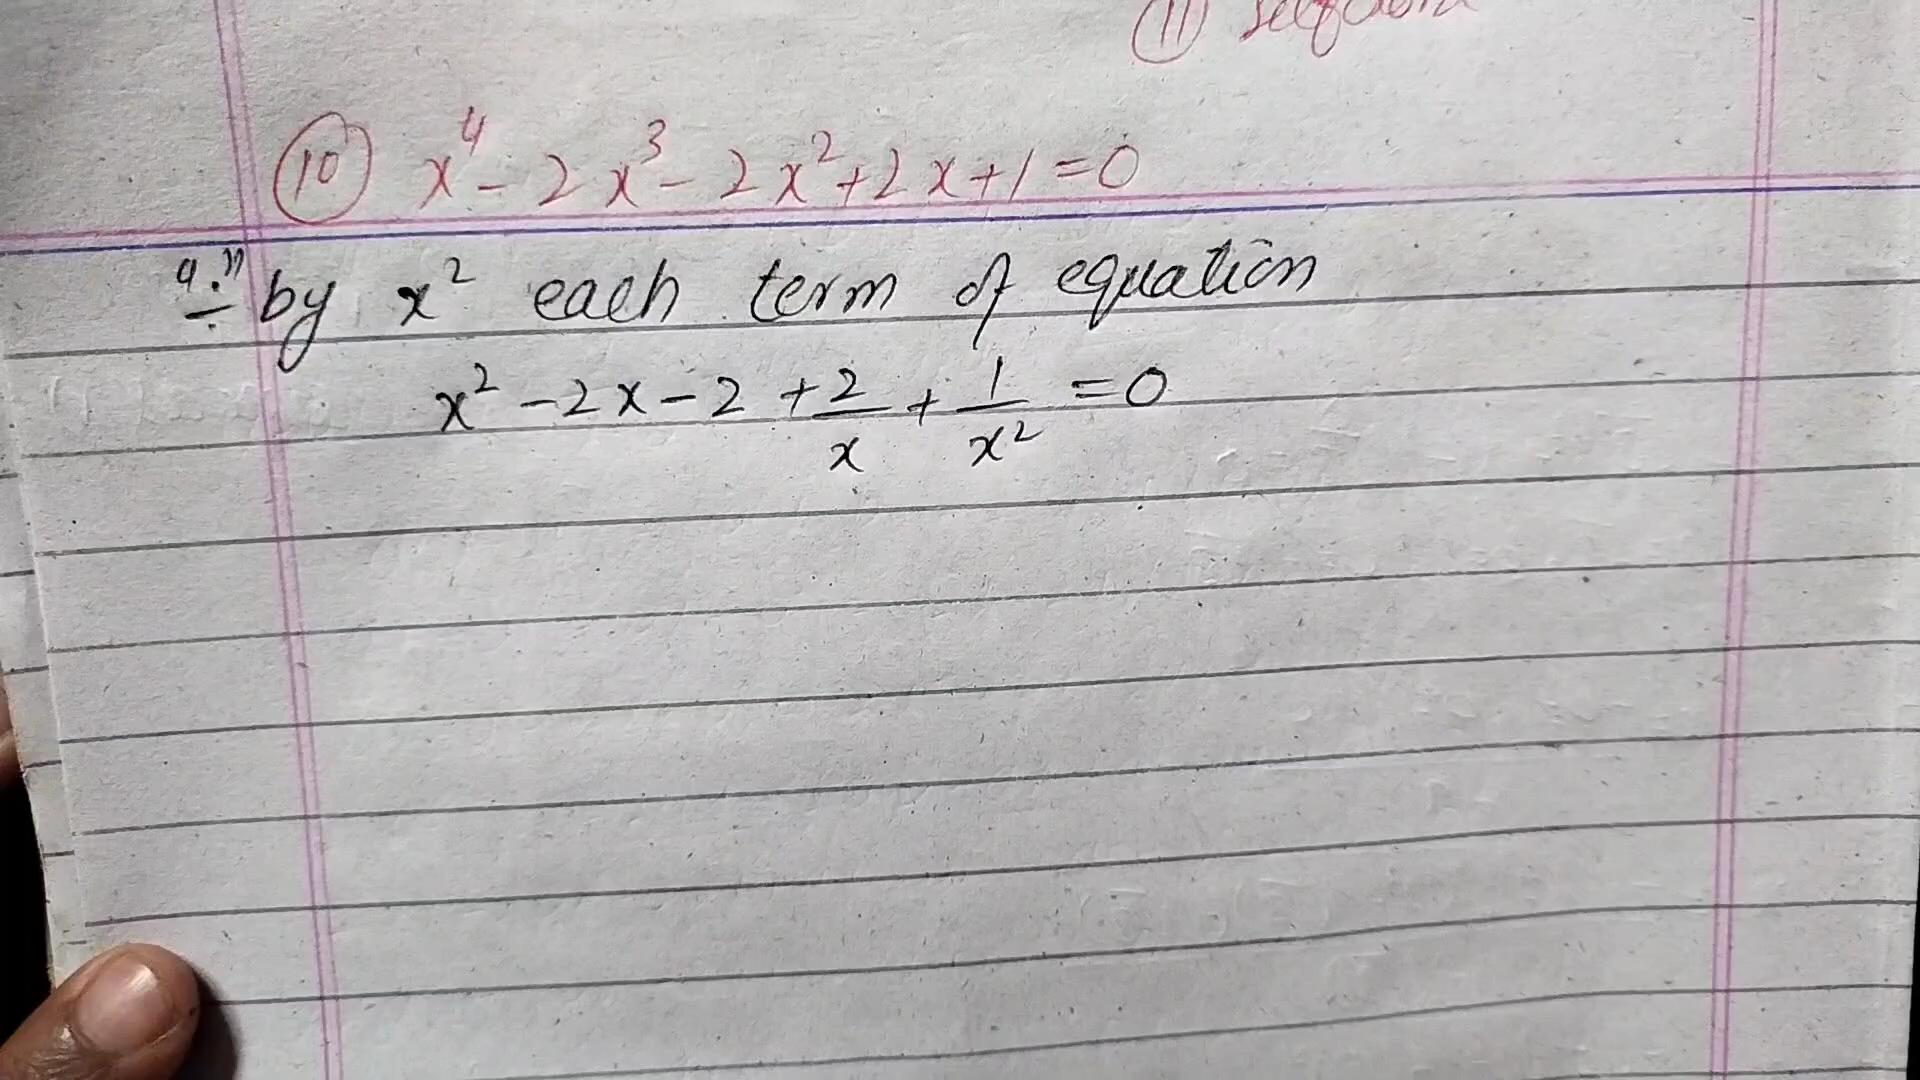 (11)
(10) x⁴ - 2x³ - 2x² + 2x + 1 = 0
"÷" by x² each term of equation
x² - 2x - 2 + 2/x + 1/x² = 0